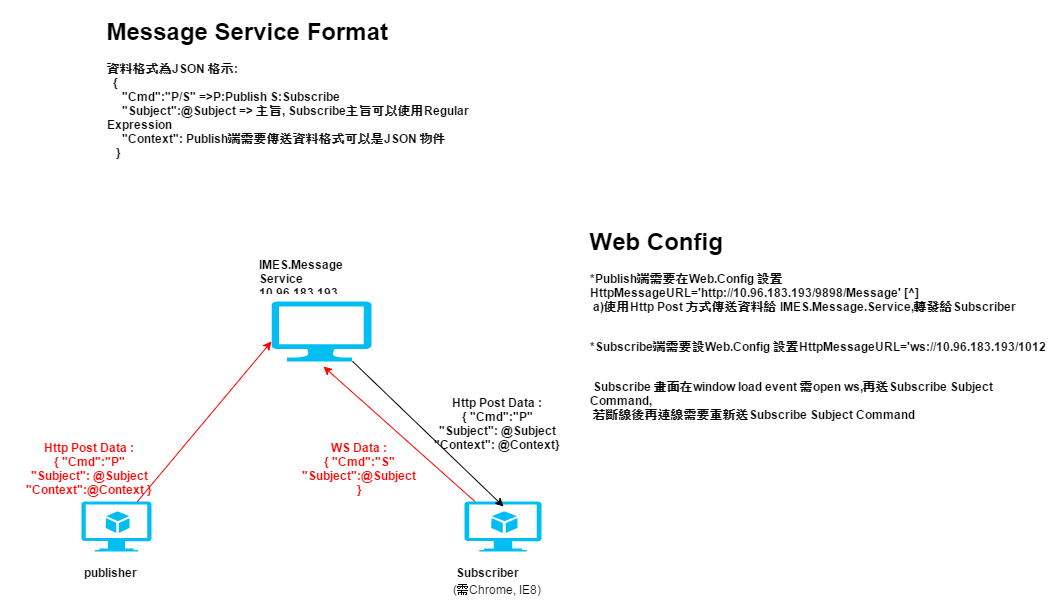 Message Service Format
資料格式為JSON 格示:
{
"Cmd":"P/S" =>P:Publish S:Subscribe
"Subject":@Subject => 主旨, Subscribe主旨可以使用Regular
Expression
"Context": Publish端需要傳送資料格式可以是JSON 物件
}
Web Config
*Publish端需要在Web.Config 設置
HttpMessageURL='http://10.96.183.193/9898/Message' [^]
a)使用Http Post 方式傳送資料給 IMES.Message.Service,轉發給Subscriber
*Subscribe端需要設Web.Config 設置HttpMessageURL='ws://10.96.183.193/1012
Subscribe 畫面在window load event 需open ws,再送Subscribe Subject
Command,
若斷線後再連線需要重新送Subscribe Subject Command
IMES.Message
Service
10.96.183.193
Http Post Data :
{ "Cmd":"P"
"Subject": @Subject
"Context": @Context}
Http Post Data :
{ "Cmd":"P"
"Subject": @Subject
"Context":@Context }
WS Data :
{ "Cmd":"S"
"Subject":@Subject
}
publisher
Subscriber
(需Chrome, IE8)